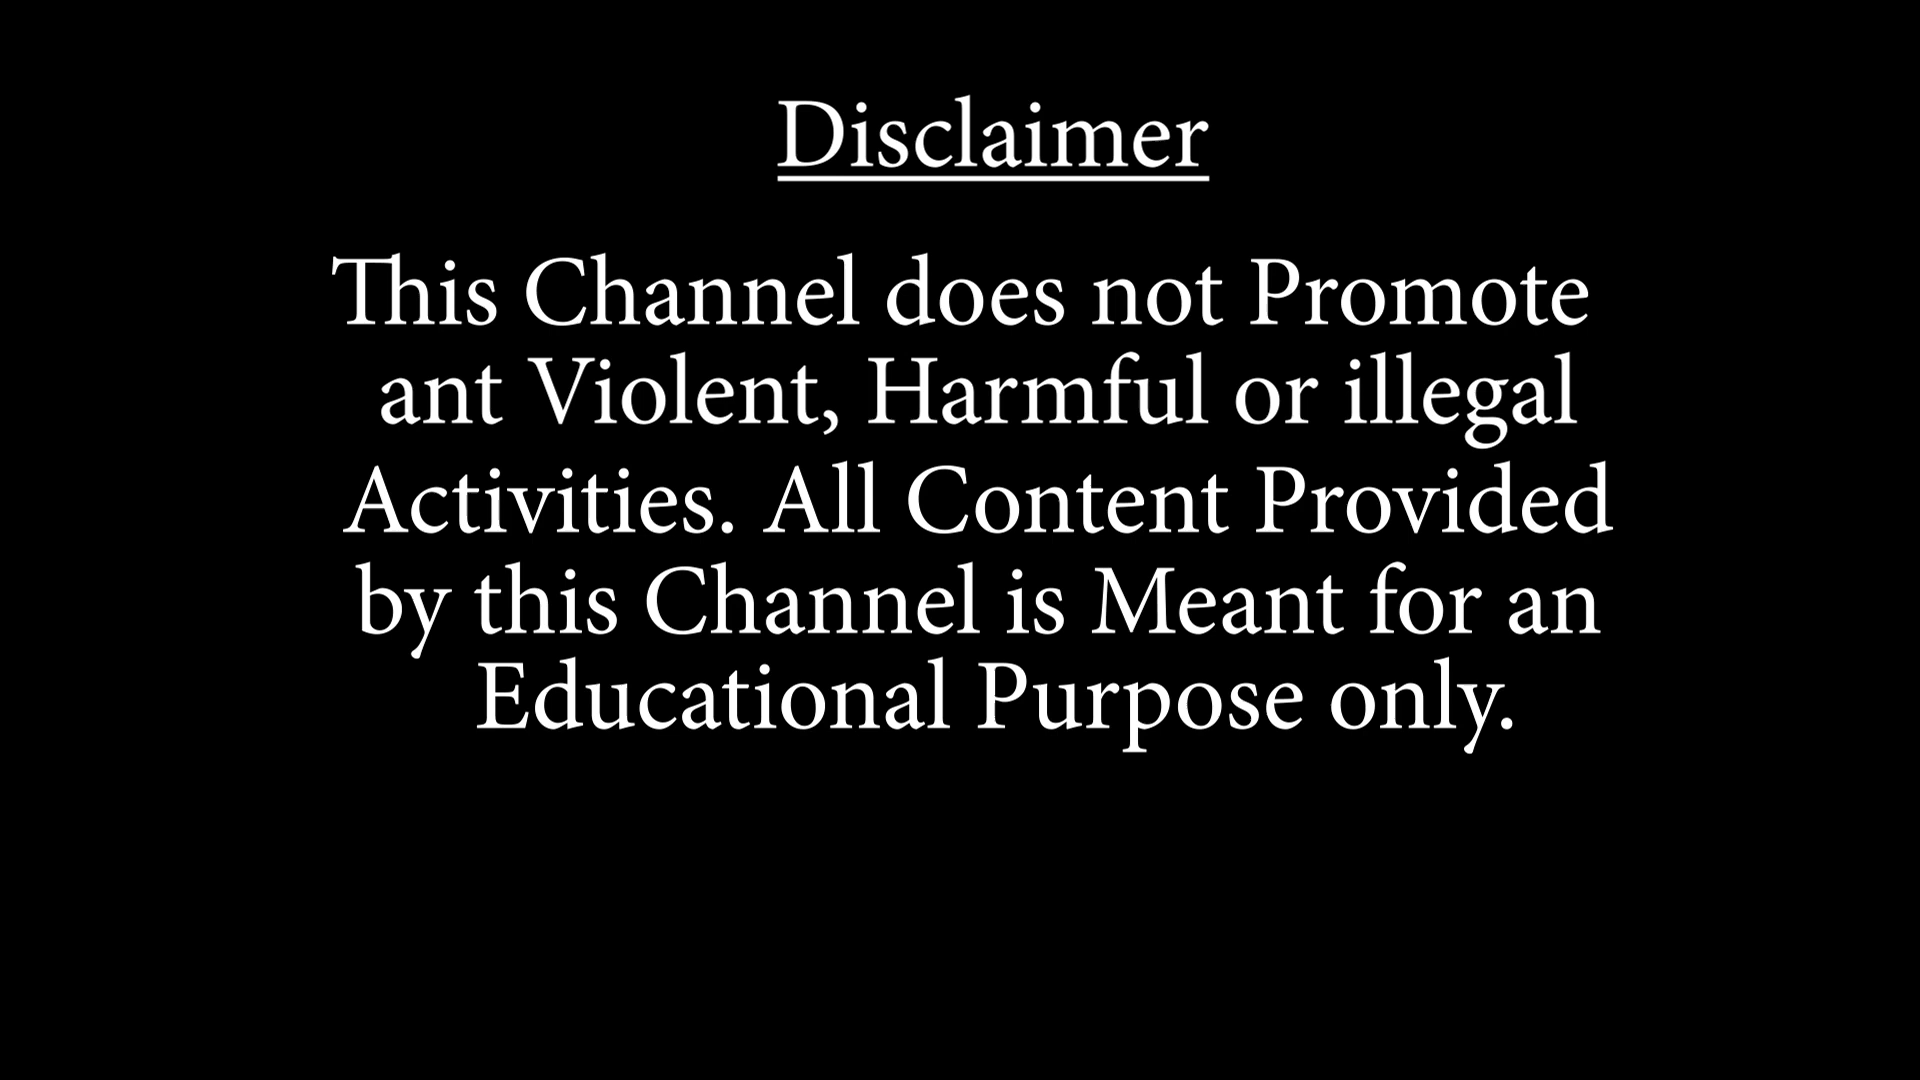 Disclaimer
This Channel does not Promote
ant Violent, Harmful or illegal
Activities. All Content Provided
by this Channel is Meant for an
Educational Purpose only.